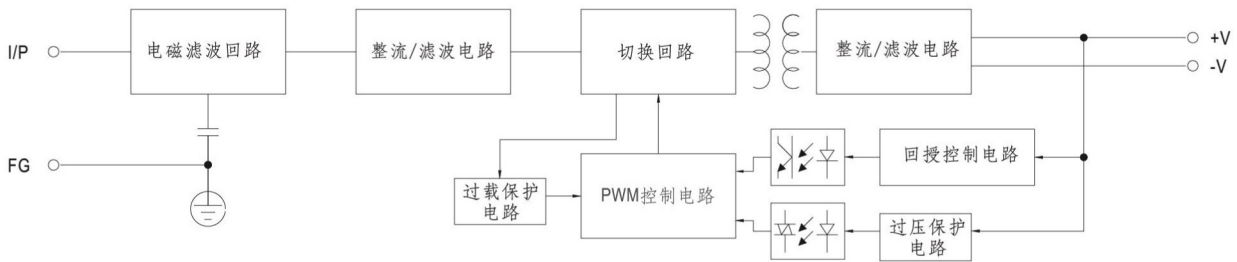 I/P
电磁滤波回路
整流/滤波电路
切换回路
整流/滤波电路
+V
-V
FG
过载保护
电路
PWM控制电路
回授控制电路
过压保护
电路